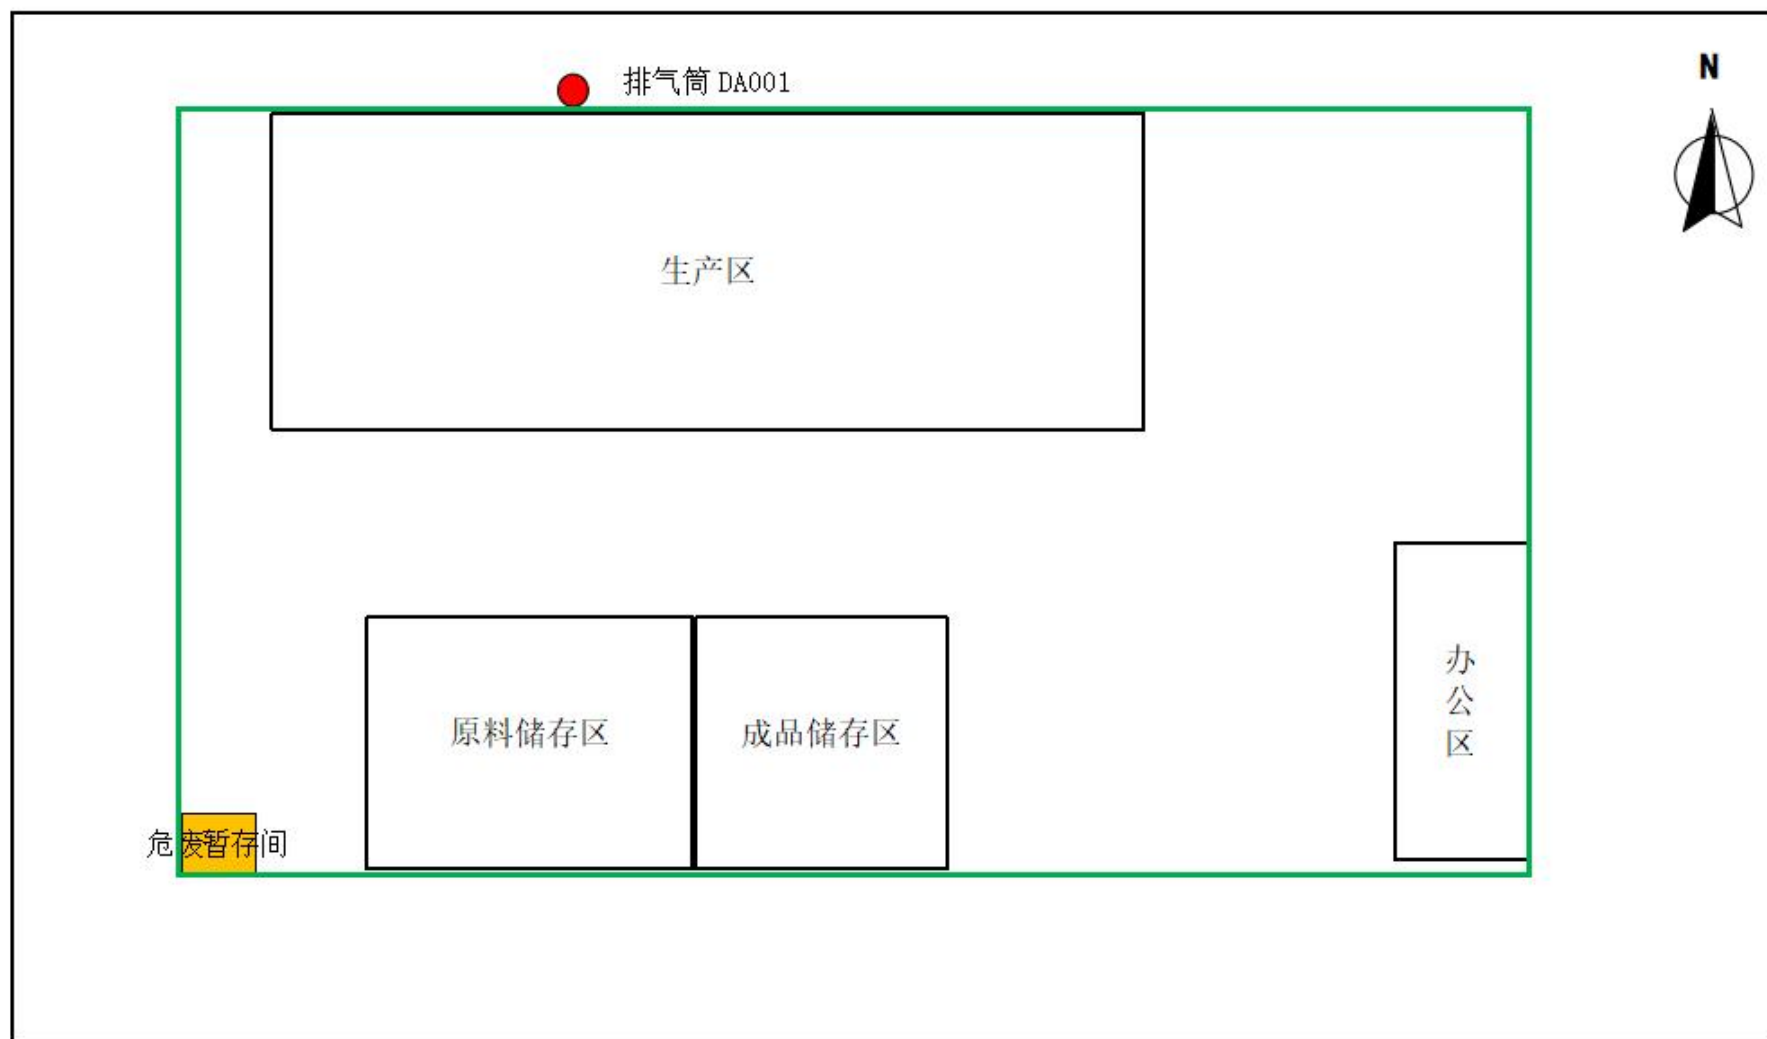 N
排气筒 DA001
生产区
办公区
原料储存区
成品储存区
危废暂存间